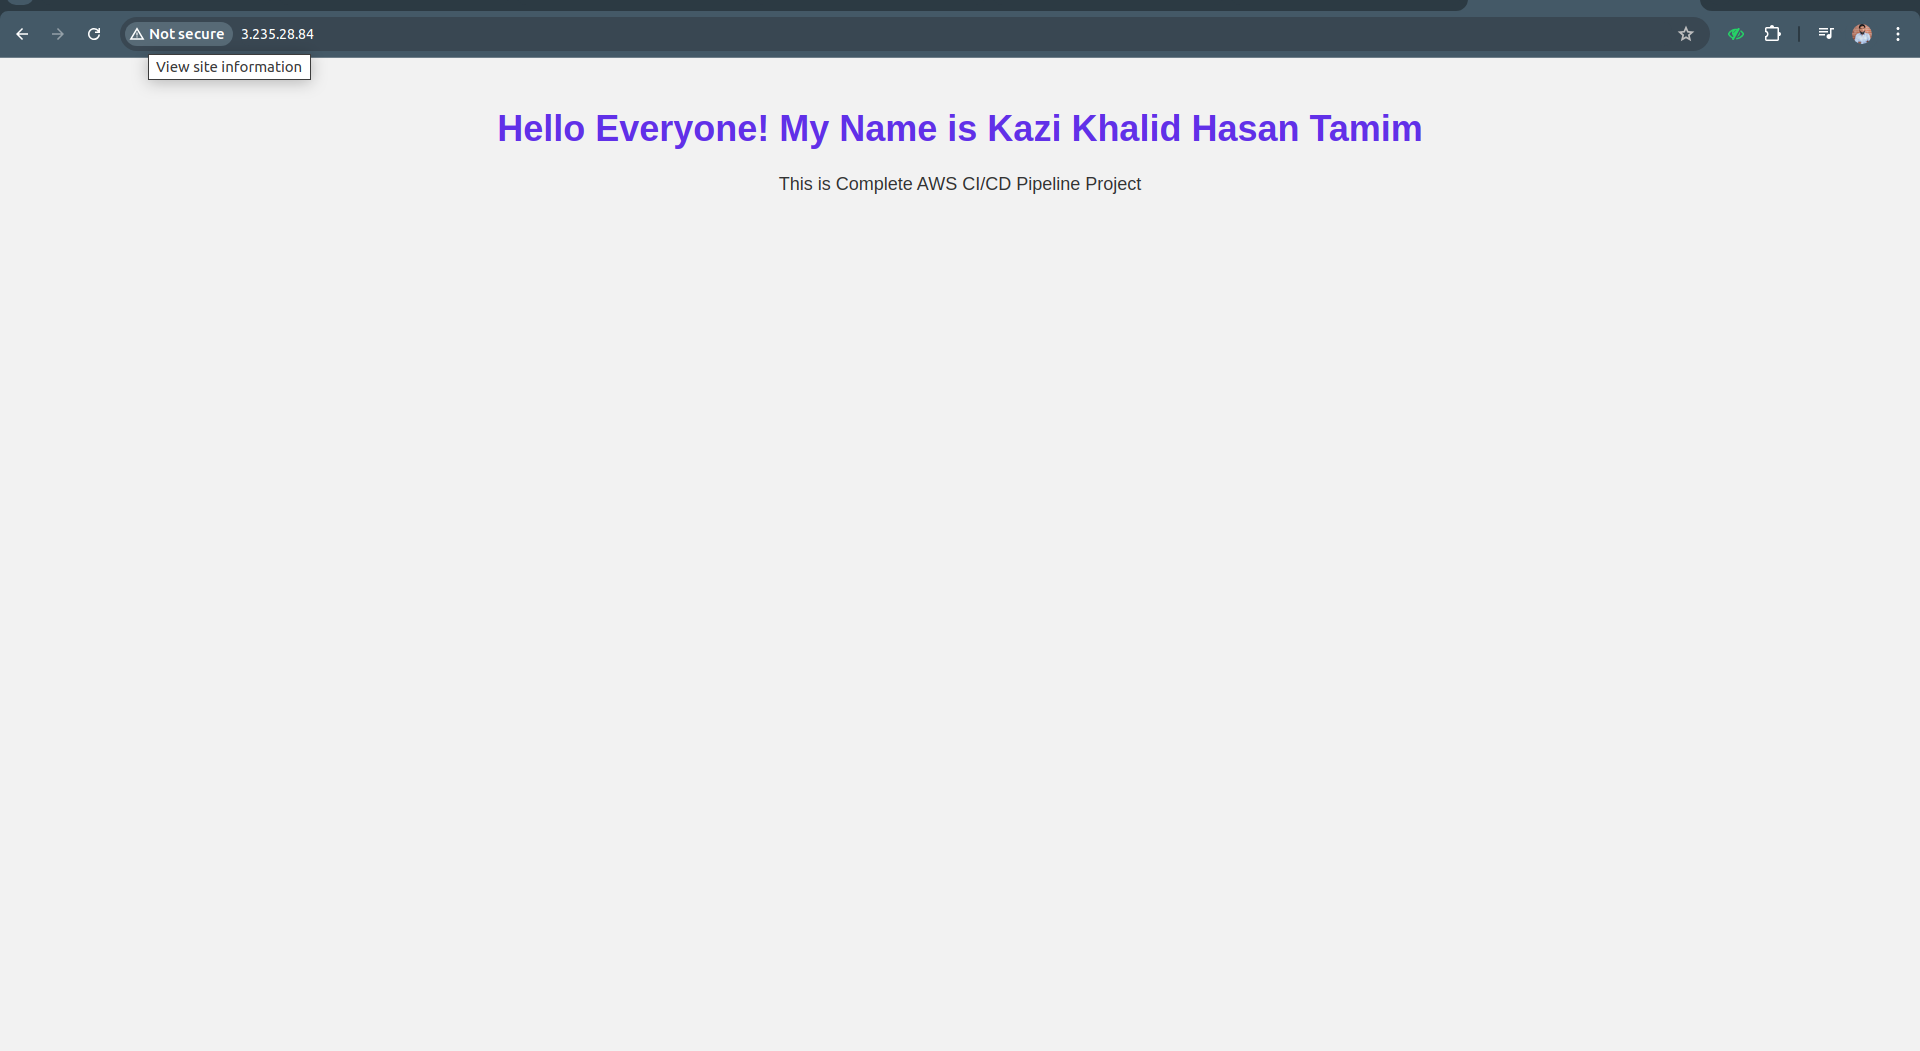 Not secure 3.235.28.84
View site information
Hello Everyone! My Name is Kazi Khalid Hasan Tamim
This is Complete AWS CI/CD Pipeline Project